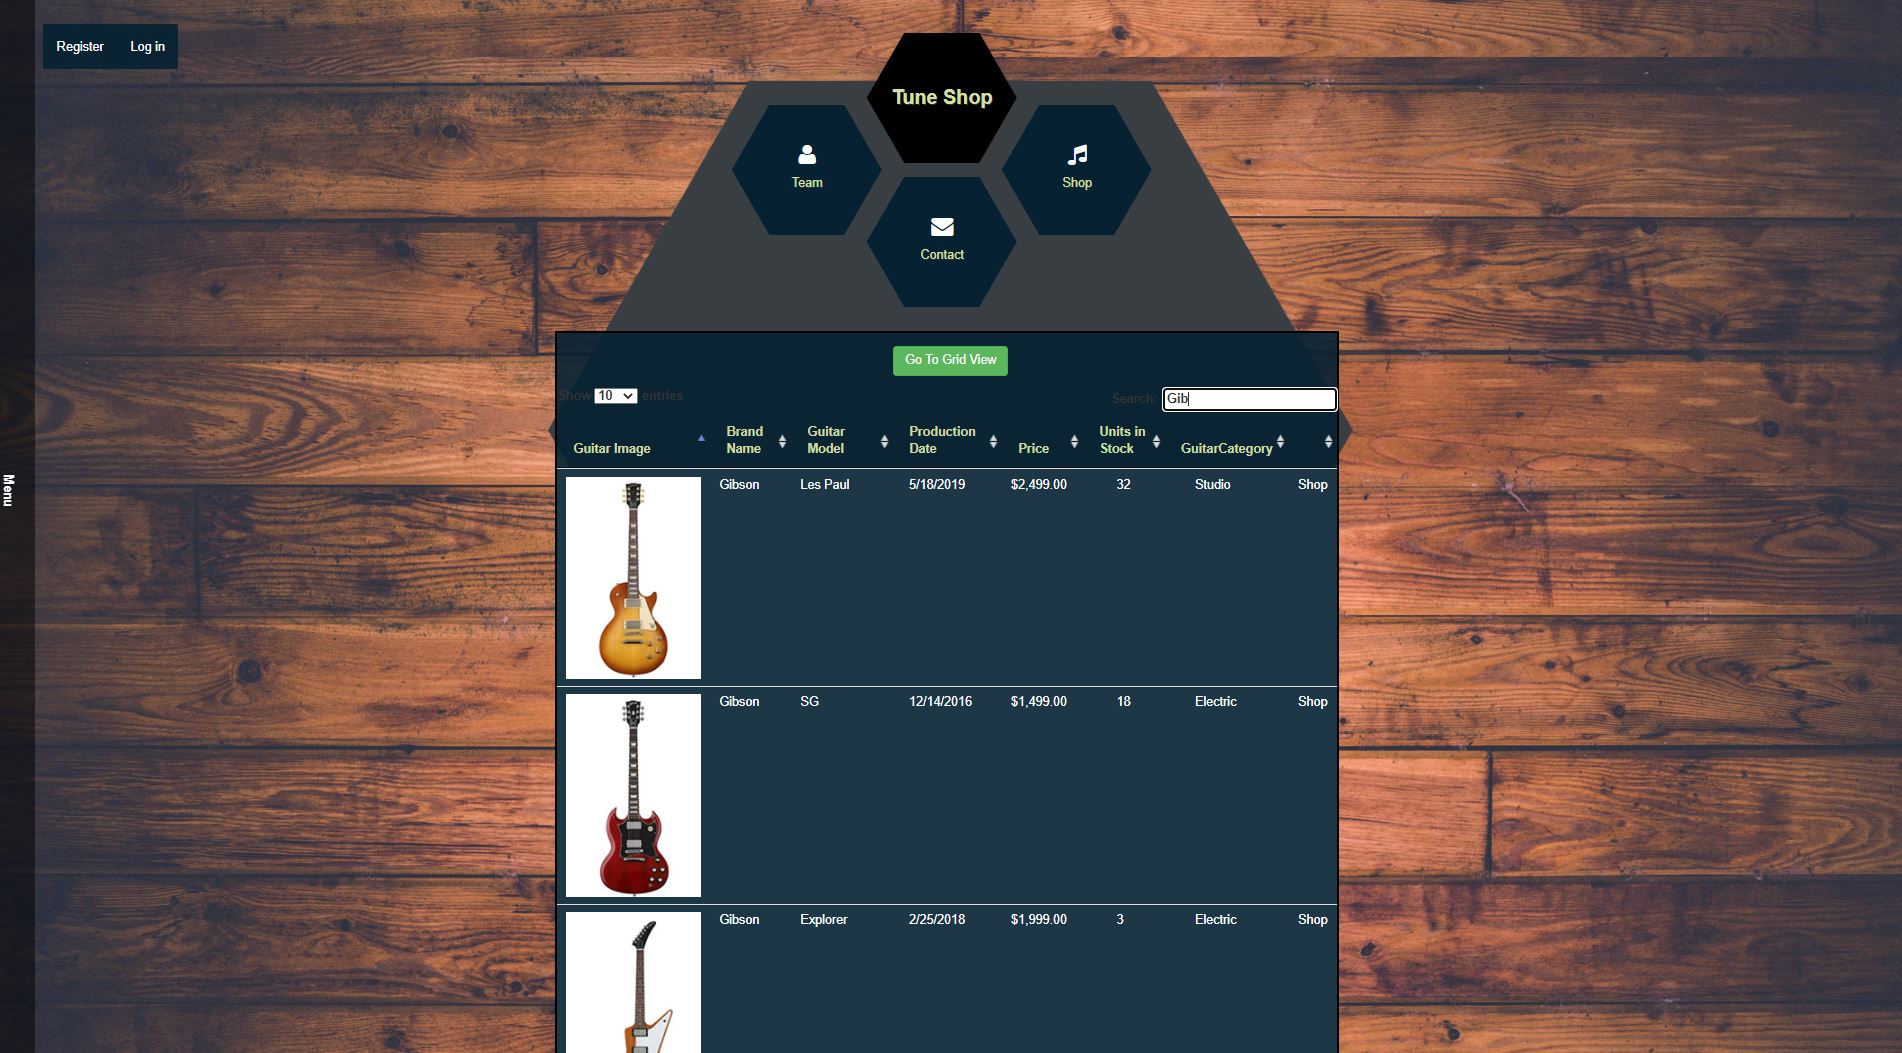 Register Log in
Tune Shop
Team
Shop
Contact
Go To Grid View
Show 10 entries
Search: Gib
Guitar Image
Brand Name
Guitar Model
Production Date
Price
Units in Stock
GuitarCategory
Menu
Gibson Les Paul 5/18/2019 $2,499.00 32 Studio Shop
Gibson SG 12/14/2016 $1,499.00 18 Electric Shop
Gibson Explorer 2/25/2018 $1,999.00 3 Electric Shop